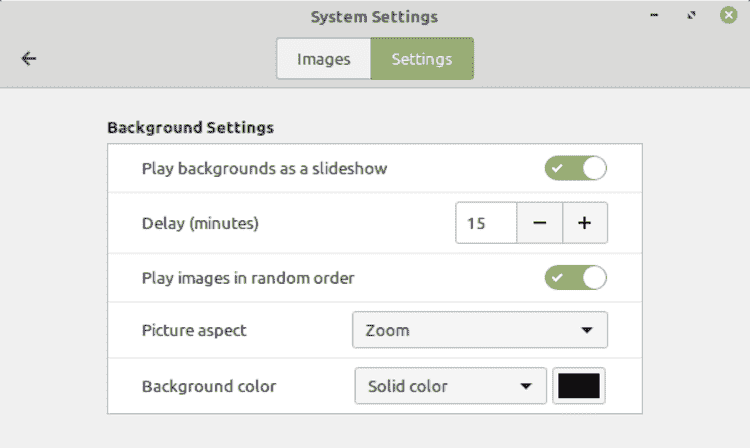 System Settings
Images Settings
Background Settings
Play backgrounds as a slideshow
Delay (minutes) 15 − +
Play images in random order
Picture aspect Zoom
Background color Solid color